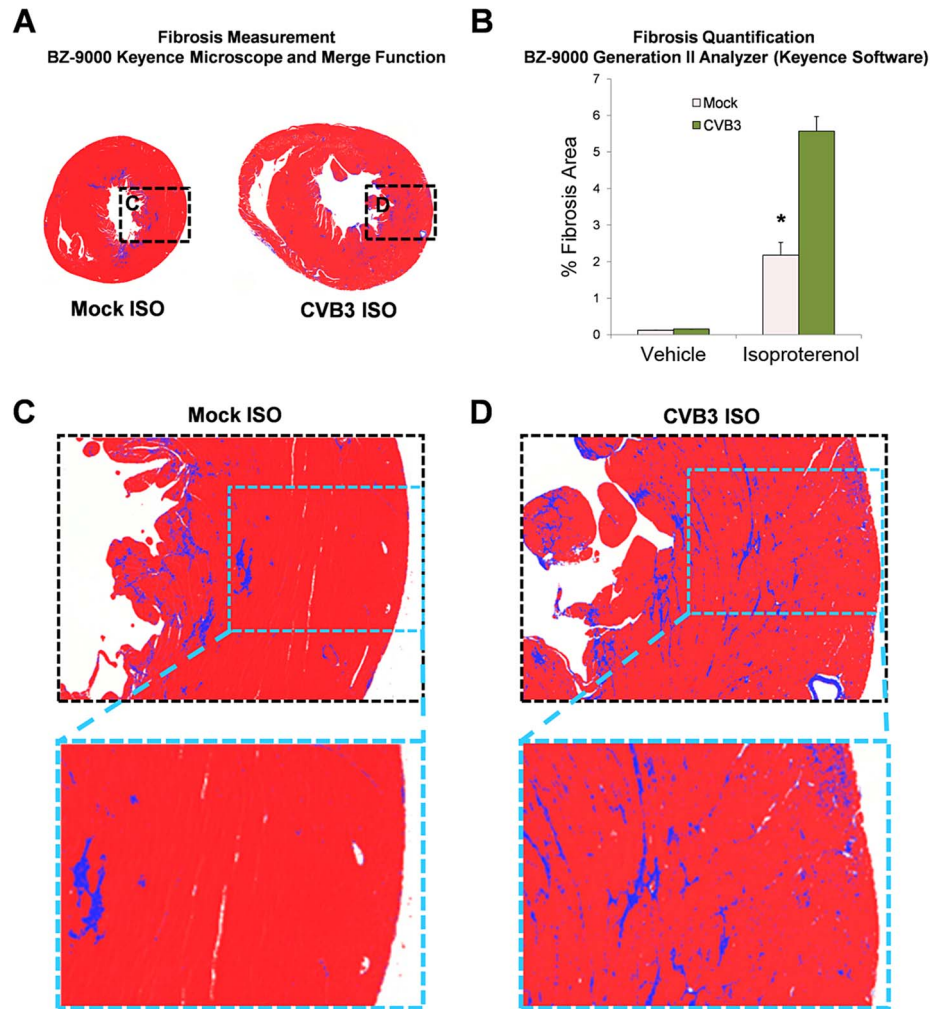 A
Fibrosis Measurement
BZ-9000 Keyence Microscope and Merge Function
C
D
Mock ISO
CVB3 ISO
B
Fibrosis Quantification
BZ-9000 Generation II Analyzer (Keyence Software)
7
6
5
4
3
2
1
0
% Fibrosis Area
Mock
CVB3
*
Vehicle
Isoproterenol
C
Mock ISO
D
CVB3 ISO